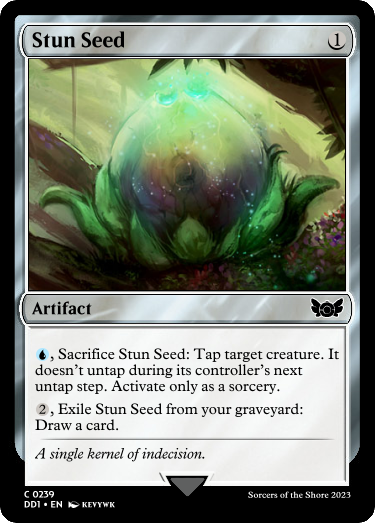 Stun Seed 1
Artifact
, Sacrifice Stun Seed: Tap target creature. It
doesn't untap during its controller's next
untap step. Activate only as a sorcery.
2, Exile Stun Seed from your graveyard:
Draw a card.
A single kernel of indecision.
C 0239
DD1 • EN KEVYWK
Sorcers of the Shore 2023